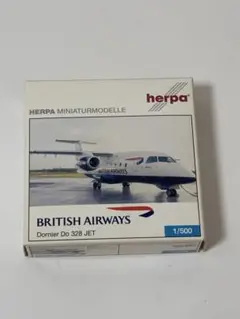 HERPA MINIATURMODELLE
herpa
BRITISH AIRWAYS
Dornier Do 328 JET
1/500